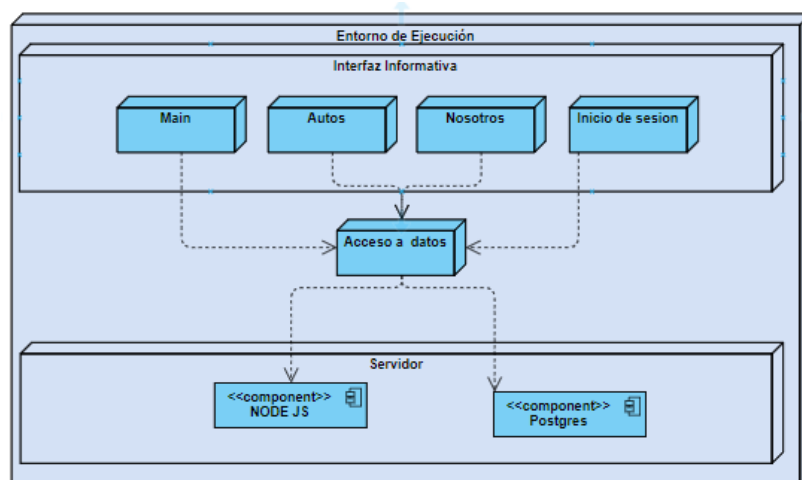 Entorno de Ejecución
Interfaz Informativa
Main
Autos
Nosotros
Inicio de sesion
Acceso a datos
Servidor
<<component>>
NODE JS
<<component>>
Postgres